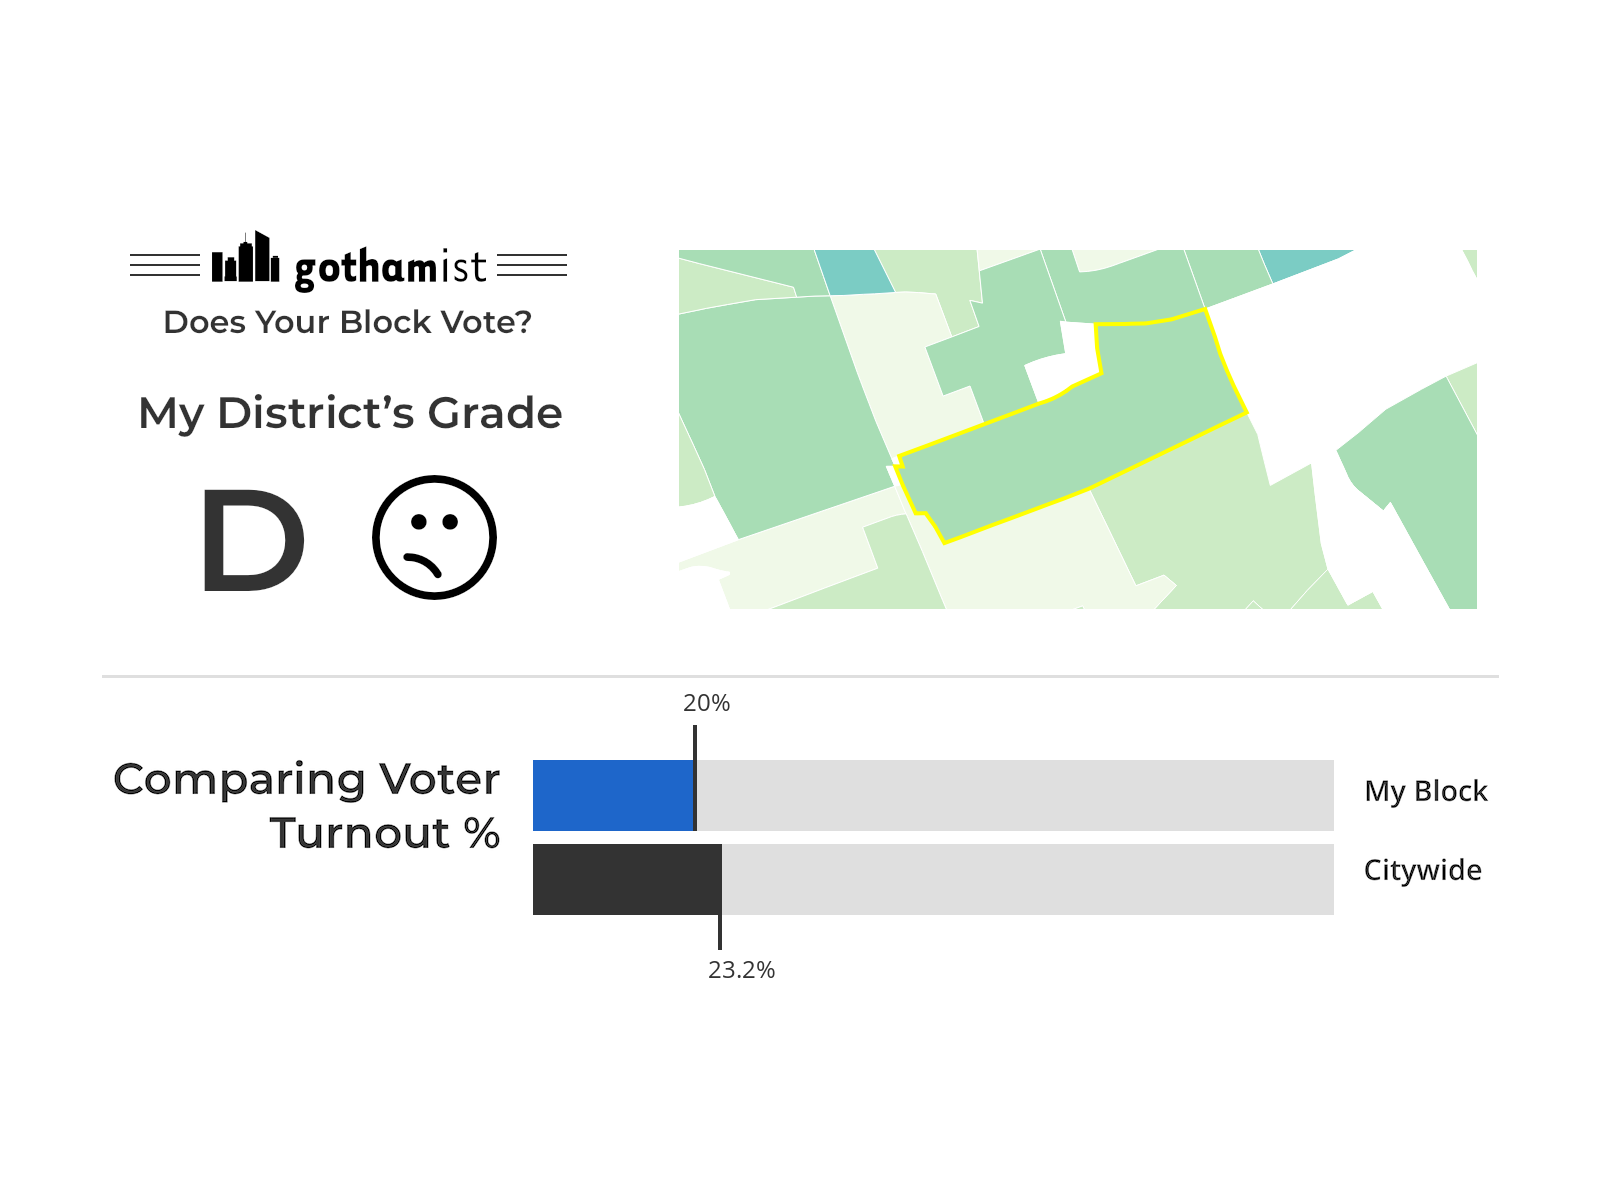 gothamist
Does Your Block Vote?
My District’s Grade
D
20%
Comparing Voter
Turnout %
My Block
Citywide
23.2%